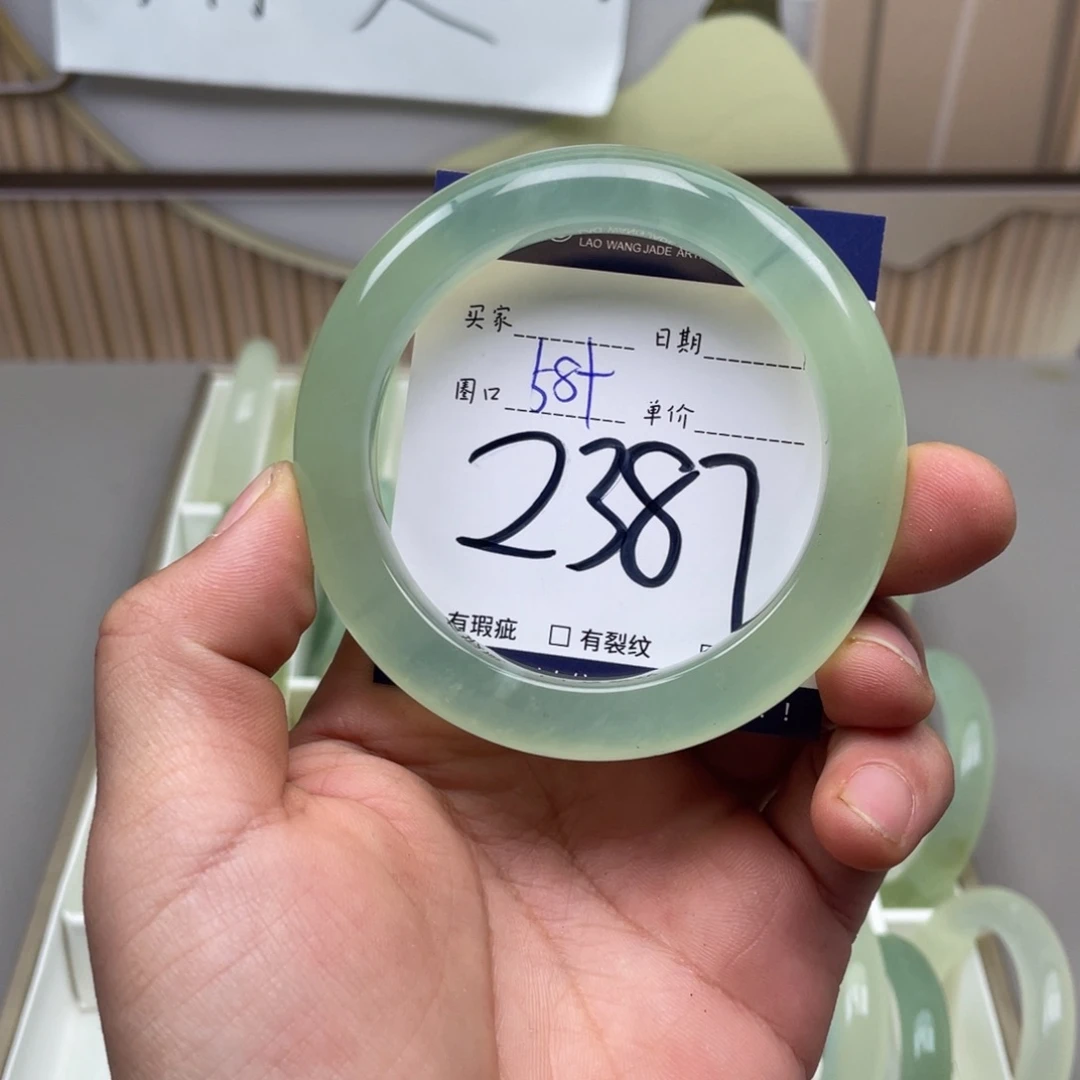 LAO WANG JADE
买家 日期
圈口 58+ 单价
2387
有瑕疵 □ 有裂纹
!